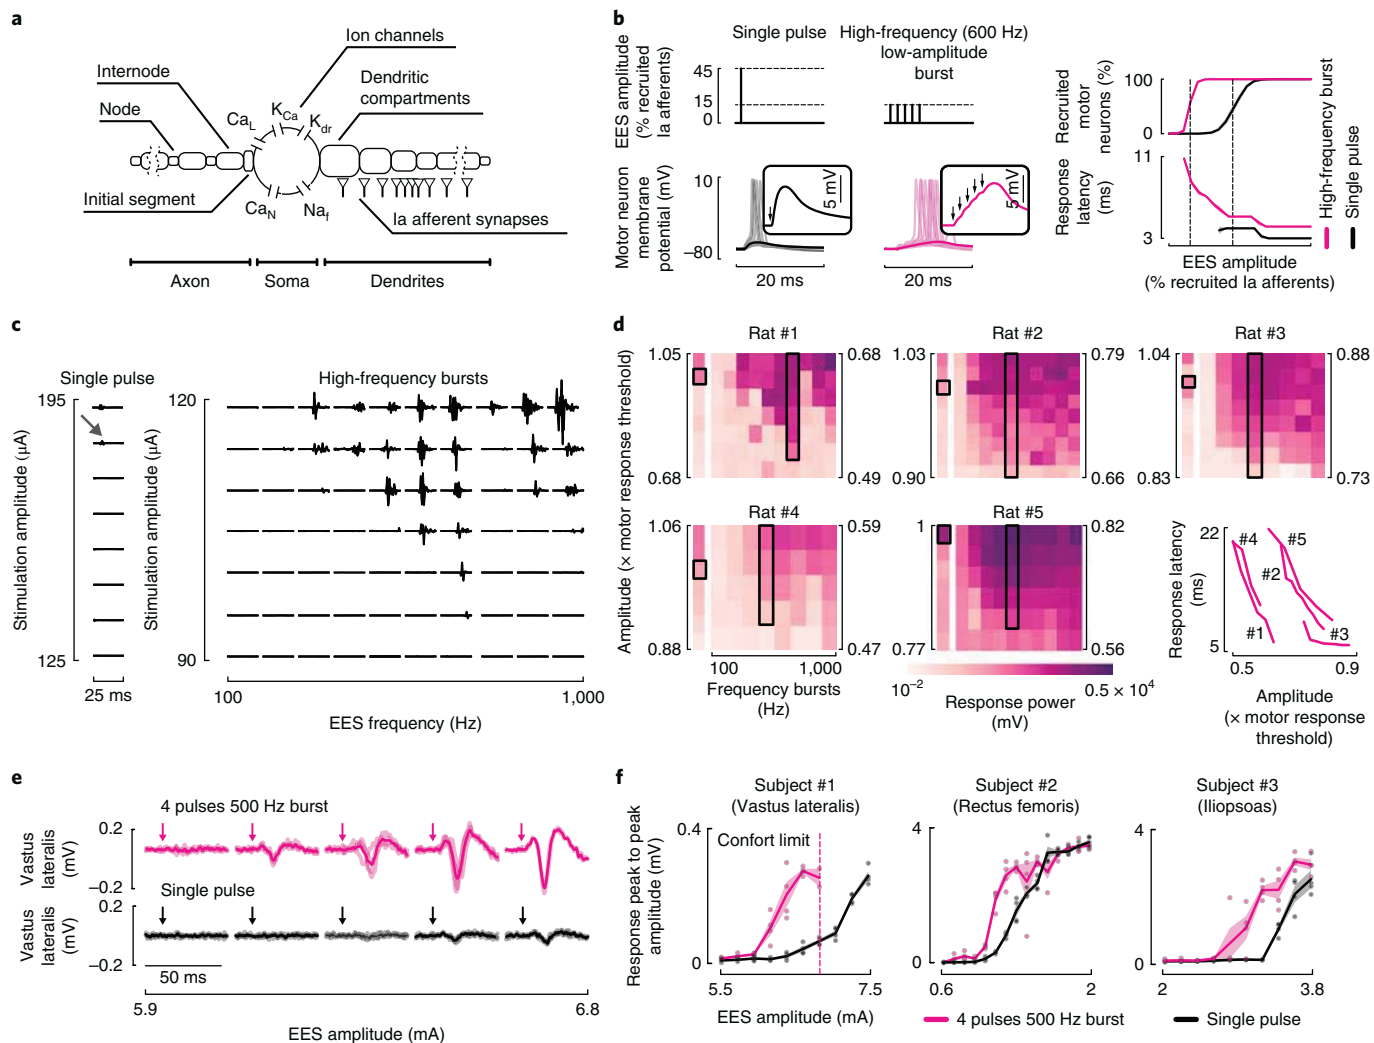 a
Ion channels
Internode
Dendritic
compartments
Node
CaL
KCa
Kdr
Initial segment
CaN
Naf
Ia afferent synapses
Axon
Soma
Dendrites
b
Single pulse
High-frequency (600 Hz)
low-amplitude
burst
EES amplitude
(% recruited
Ia afferents)
45
15
0
Motor neuron
membrane
potential (mV)
10
−80
5 mV
5 mV
20 ms
20 ms
Recruited
motor
neurons (%)
100
0
Response
latency
(ms)
11
3
EES amplitude
(% recruited Ia afferents)
High-frequency burst
Single pulse
c
Single pulse
High-frequency bursts
Stimulation amplitude (μA)
195
125
25 ms
Stimulation amplitude (μA)
120
90
100
1,000
EES frequency (Hz)
d
Amplitude (× motor response threshold)
Rat #1
1.05
0.68
0.68
0.49
Rat #2
1.03
0.79
0.90
0.66
Rat #3
1.04
0.88
0.83
0.73
Rat #4
1.06
0.59
0.88
0.47
100
1,000
Frequency bursts
(Hz)
Rat #5
1
0.82
0.77
0.56
10−2
0.5 × 104
Response power
(mV)
Response latency
(ms)
22
5
#4
#5
#2
#1
#3
0.5
0.9
Amplitude
(× motor response
threshold)
e
4 pulses 500 Hz burst
Vastus
lateralis
(mV)
0.2
−0.2
Single pulse
Vastus
lateralis
(mV)
0.2
−0.2
50 ms
5.9
6.8
EES amplitude (mA)
f
Response peak to peak
amplitude (mV)
Subject #1
(Vastus lateralis)
Confort limit
0.4
0
5.5
7.5
EES amplitude (mA)
Subject #2
(Rectus femoris)
4
0
0.6
2
Subject #3
(Iliopsoas)
4
0
2
3.8
4 pulses 500 Hz burst
Single pulse